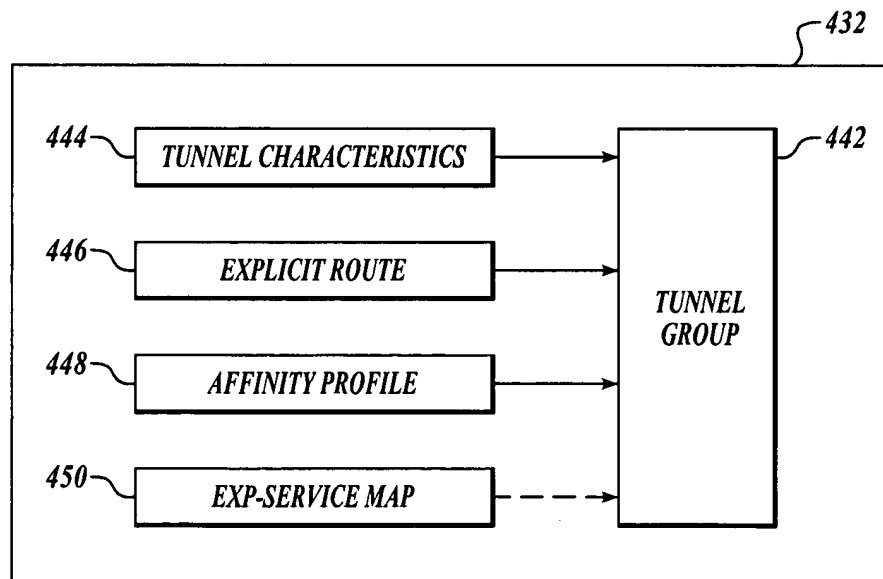 432
444
TUNNEL CHARACTERISTICS
442
446
EXPLICIT ROUTE
TUNNEL
GROUP
448
AFFINITY PROFILE
450
EXP-SERVICE MAP